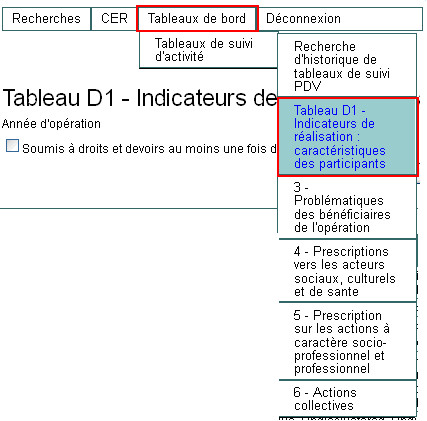 Recherches CER Tableaux de bord Déconnexion
Tableaux de suivi
d'activité
Recherche
d'historique de
tableaux de suivi
PDV
Tableau D1 - Indicateurs de
Année d'opération
Soumis à droits et devoirs au moins une fois d
Tableau D1 -
Indicateurs de
réalisation :
caractéristiques
des participants
3 -
Problématiques
des bénéficiaires
de l'opération
4 - Prescriptions
vers les acteurs
sociaux, culturels
et de sante
5 - Prescription
sur les actions à
caractère socio-
professionnel et
professionnel
6 - Actions
collectives